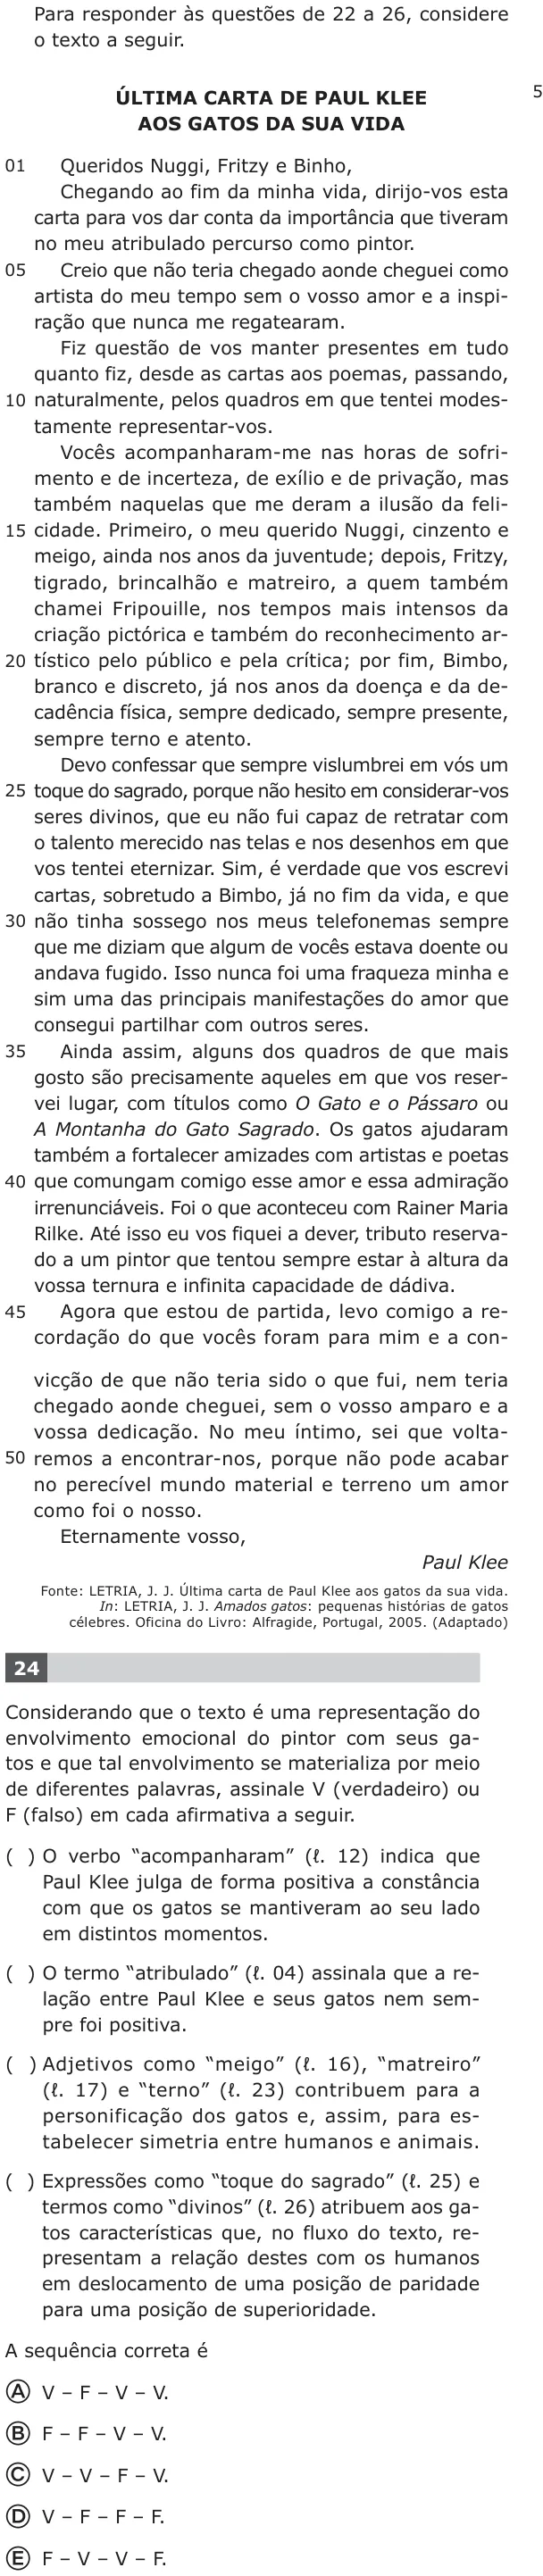 Para responder às questões de 22 a 26, considere
o texto a seguir.
5
ÚLTIMA CARTA DE PAUL KLEE
AOS GATOS DA SUA VIDA
01 Queridos Nuggi, Fritzy e Binho,
Chegando ao fim da minha vida, dirijo-vos esta
carta para vos dar conta da importância que tiveram
no meu atribulado percurso como pintor.
05 Creio que não teria chegado aonde cheguei como
artista do meu tempo sem o vosso amor e a inspi-
ração que nunca me regatearam.
Fiz questão de vos manter presentes em tudo
quanto fiz, desde as cartas aos poemas, passando,
10 naturalmente, pelos quadros em que tentei modes-
tamente representar-vos.
Vocês acompanharam-me nas horas de sofri-
mento e de incerteza, de exílio e de privação, mas
também naquelas que me deram a ilusão da feli-
15 cidade. Primeiro, o meu querido Nuggi, cinzento e
meigo, ainda nos anos da juventude; depois, Fritzy,
tigrado, brincalhão e matreiro, a quem também
chamei Fripouille, nos tempos mais intensos da
criação pictórica e também do reconhecimento ar-
20 tístico pelo público e pela crítica; por fim, Bimbo,
branco e discreto, já nos anos da doença e da de-
cadência física, sempre dedicado, sempre presente,
sempre terno e atento.
Devo confessar que sempre vislumbrei em vós um
25 toque do sagrado, porque não hesito em considerar-vos
seres divinos, que eu não fui capaz de retratar com
o talento merecido nas telas e nos desenhos em que
vos tentei eternizar. Sim, é verdade que vos escrevi
cartas, sobretudo a Bimbo, já no fim da vida, e que
30 não tinha sossego nos meus telefonemas sempre
que me diziam que algum de vocês estava doente ou
andava fugido. Isso nunca foi uma fraqueza minha e
sim uma das principais manifestações do amor que
consegui partilhar com outros seres.
35 Ainda assim, alguns dos quadros de que mais
gosto são precisamente aqueles em que vos reser-
vei lugar, com títulos como O Gato e o Pássaro ou
A Montanha do Gato Sagrado. Os gatos ajudaram
também a fortalecer amizades com artistas e poetas
40 que comungam comigo esse amor e essa admiração
irrenunciáveis. Foi o que aconteceu com Rainer Maria
Rilke. Até isso eu vos fiquei a dever, tributo reserva-
do a um pintor que tentou sempre estar à altura da
vossa ternura e infinita capacidade de dádiva.
45 Agora que estou de partida, levo comigo a re-
cordação do que vocês foram para mim e a con-
vicção de que não teria sido o que fui, nem teria
chegado aonde cheguei, sem o vosso amparo e a
vossa dedicação. No meu íntimo, sei que volta-
50 remos a encontrar-nos, porque não pode acabar
no perecível mundo material e terreno um amor
como foi o nosso.
Eternamente vosso,
Paul Klee
Fonte: LETRIA, J. J. Última carta de Paul Klee aos gatos da sua vida.
In: LETRIA, J. J. Amados gatos: pequenas histórias de gatos
célebres. Oficina do Livro: Alfragide, Portugal, 2005. (Adaptado)
24
Considerando que o texto é uma representação do
envolvimento emocional do pintor com seus ga-
tos e que tal envolvimento se materializa por meio
de diferentes palavras, assinale V (verdadeiro) ou
F (falso) em cada afirmativa a seguir.
( ) O verbo “acompanharam” (ℓ. 12) indica que
Paul Klee julga de forma positiva a constância
com que os gatos se mantiveram ao seu lado
em distintos momentos.
( ) O termo “atribulado” (ℓ. 04) assinala que a re-
lação entre Paul Klee e seus gatos nem sem-
pre foi positiva.
( ) Adjetivos como “meigo” (ℓ. 16), “matreiro”
(ℓ. 17) e “terno” (ℓ. 23) contribuem para a
personificação dos gatos e, assim, para es-
tabelecer simetria entre humanos e animais.
( ) Expressões como “toque do sagrado” (ℓ. 25) e
termos como “divinos” (ℓ. 26) atribuem aos ga-
tos características que, no fluxo do texto, re-
presentam a relação destes com os humanos
em deslocamento de uma posição de paridade
para uma posição de superioridade.
A sequência correta é
A V – F – V – V.
B F – F – V – V.
C V – V – F – V.
D V – F – F – F.
E F – V – V – F.